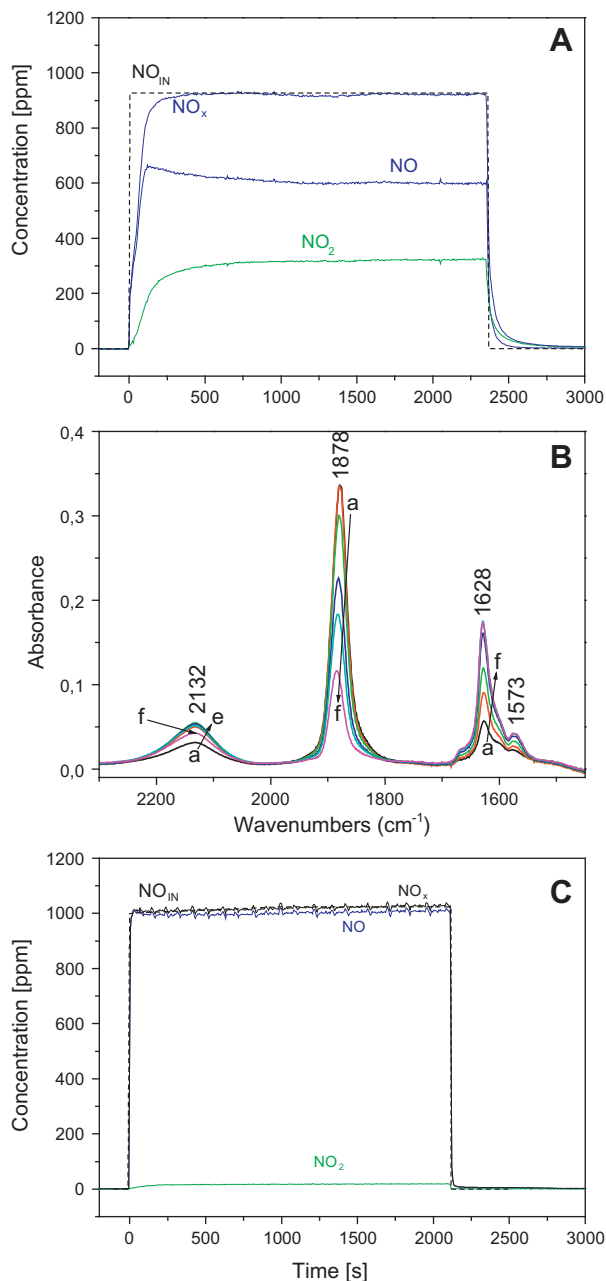 A
1200
1000
800
600
400
200
0
Concentration [ppm]
NO_IN
NO_x
NO
NO_2
0 500 1000 1500 2000 2500 3000
B
0,4
0,3
0,2
0,1
0,0
Absorbance
2132
1878
1628
1573
f
e
a
a
f
f
a
2200 2000 1800 1600
Wavenumbers (cm⁻¹)
C
1200
1000
800
600
400
200
0
Concentration [ppm]
NO_IN
NO_x
NO
NO_2
0 500 1000 1500 2000 2500 3000
Time [s]